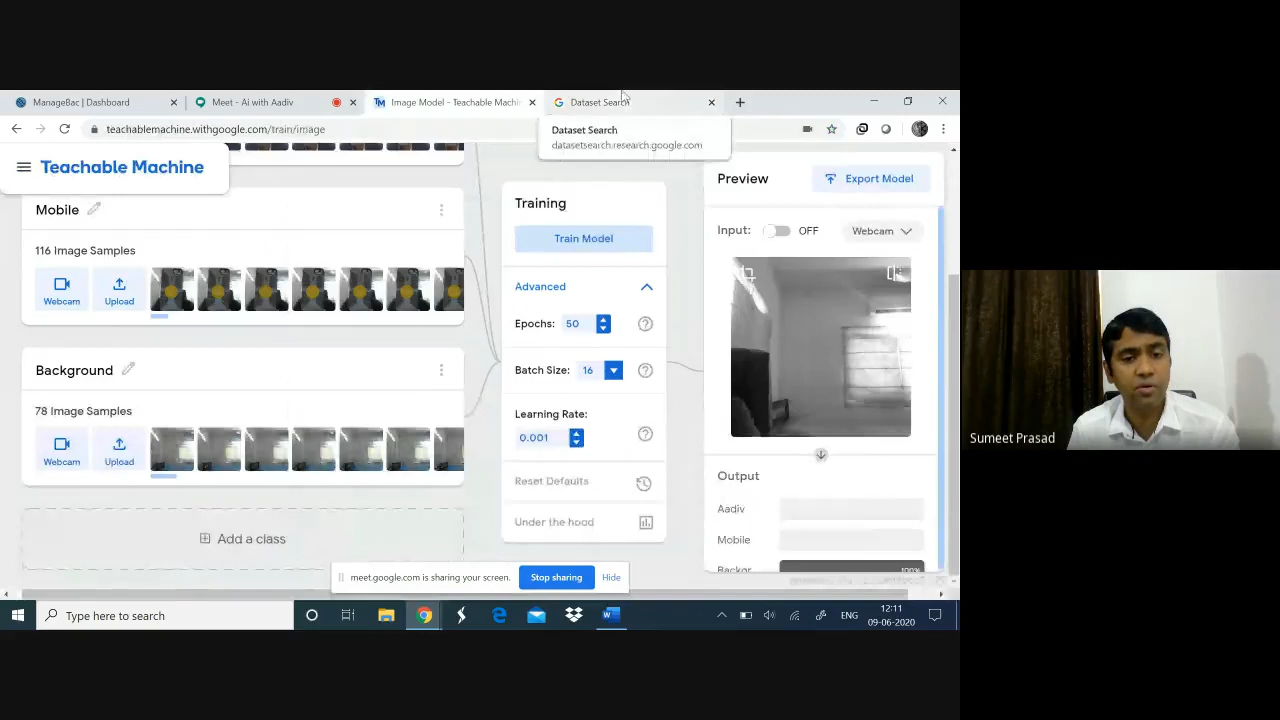 ManageBac | Dashboard
Meet - Ai with Aadiv
Image Model - Teachable Machin
Dataset Search
teachablemachine.withgoogle.com/train/image
Dataset Search
datasetsearch.research.google.com
Teachable Machine
Mobile
116 Image Samples
Webcam
Upload
Background
78 Image Samples
Webcam
Upload
Add a class
Training
Train Model
Advanced
Epochs: 50
Batch Size: 16
Learning Rate:
0.001
Reset Defaults
Under the hood
Preview
Export Model
Input: OFF Webcam
Output
Aadiv
Mobile
Backgr 100%
meet.google.com is sharing your screen. Stop sharing Hide
Type here to search
ENG
12:11
09-06-2020
Sumeet Prasad